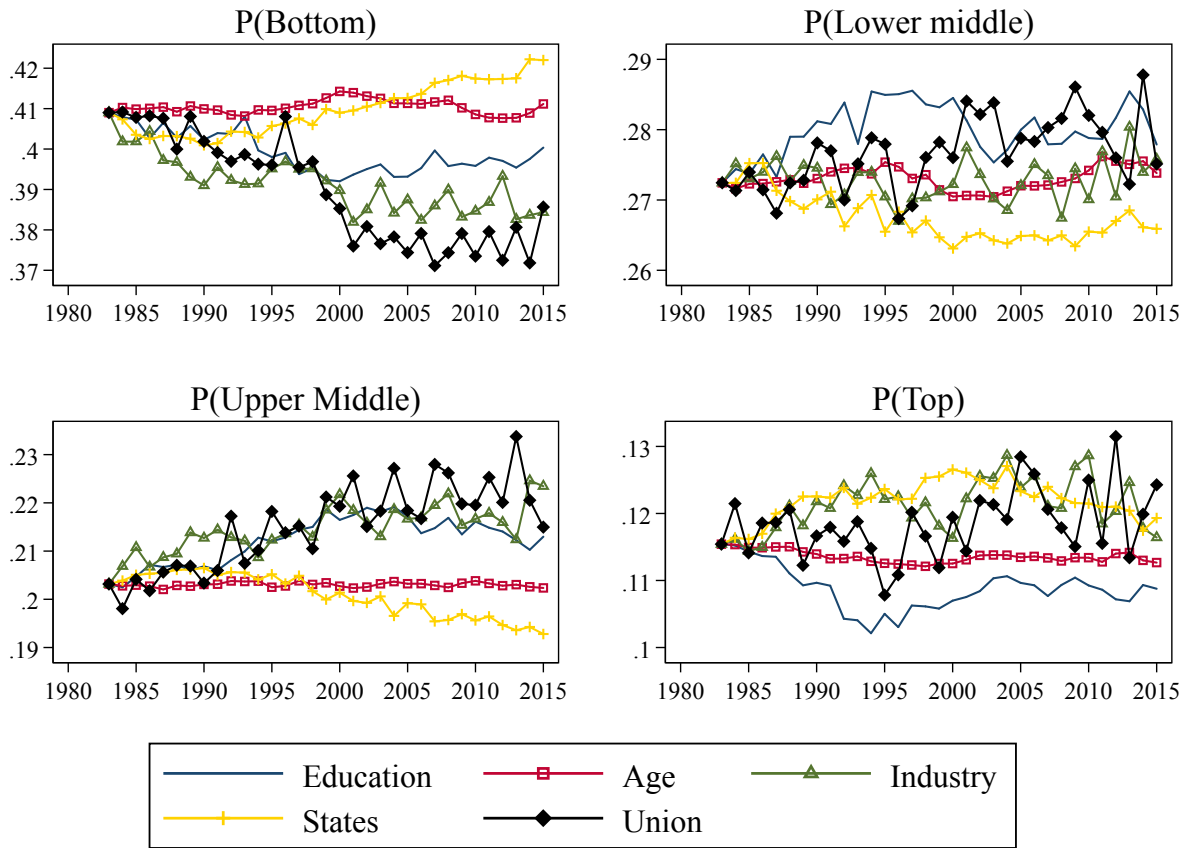 P(Bottom)
.42
.41
.4
.39
.38
.37
1980 1985 1990 1995 2000 2005 2010 2015
P(Lower middle)
.29
.28
.27
.26
1980 1985 1990 1995 2000 2005 2010 2015
P(Upper Middle)
.23
.22
.21
.2
.19
1980 1985 1990 1995 2000 2005 2010 2015
P(Top)
.13
.12
.11
.1
1980 1985 1990 1995 2000 2005 2010 2015
Education Age Industry
States Union